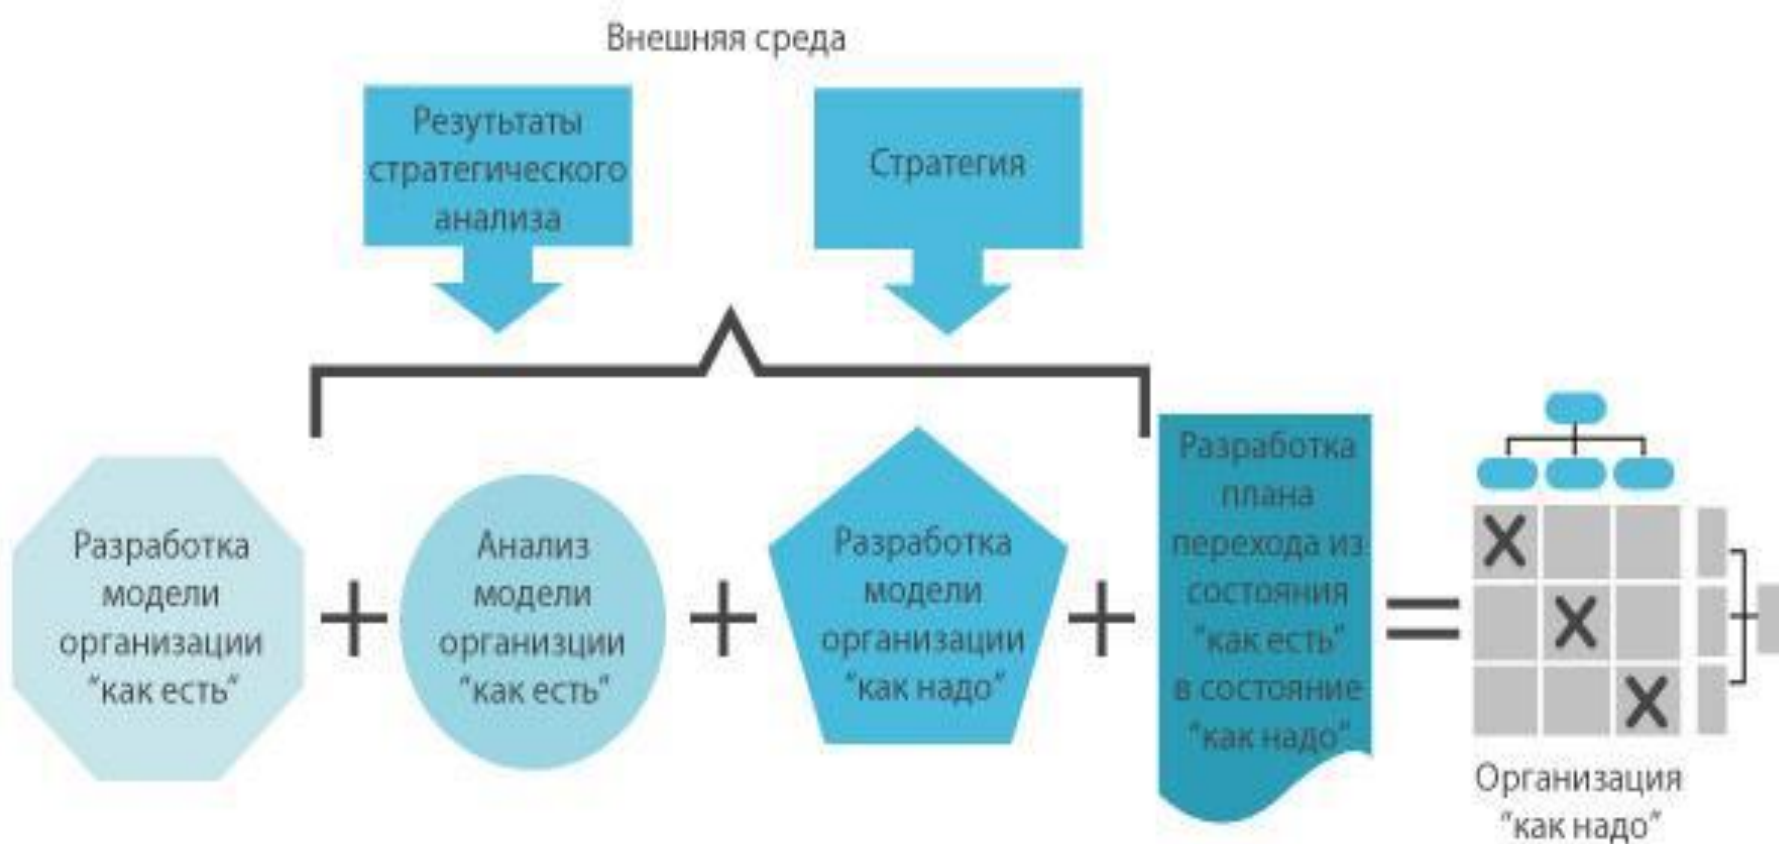 Внешняя среда
Резутьтаты
стратегического
анализа
Стратегия
Разработка
модели
организации
“как есть”
Анализ
модели
организции
“как есть”
Разработка
модели
организации
“как надо”
Разработка
плана
перехода из
состояния
“как есть”
в состояние
“как надо”
Организация
“как надо”